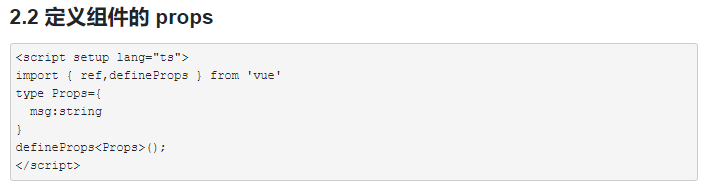 2.2 定义组件的 props
<script setup lang="ts">
import { ref,defineProps } from 'vue'
type Props={
  msg:string
}
defineProps<Props>();
</script>